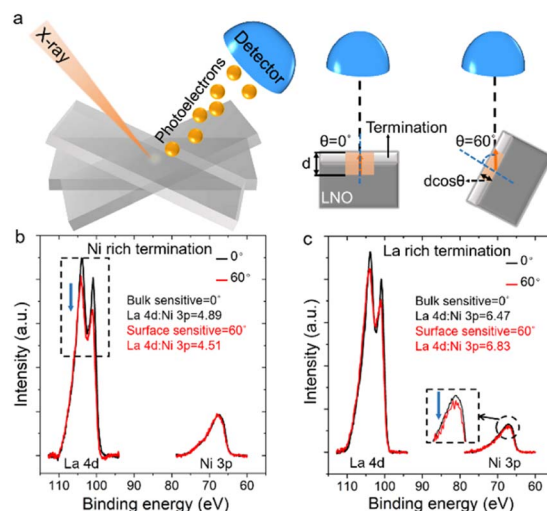 a
X-ray
Photoelectrons
Detector
θ=0°
Termination
d
LNO
θ=60°
dcosθ
b
Ni rich termination
0°
60°
Bulk sensitive=0°
La 4d:Ni 3p=4.89
Surface sensitive=60°
La 4d:Ni 3p=4.51
La 4d
Ni 3p
110 100 90 80 70 60
Binding energy (eV)
Intensity (a.u.)
c
La rich termination
0°
60°
Bulk sensitive=0°
La 4d:Ni 3p=6.47
Surface sensitive=60°
La 4d:Ni 3p=6.83
La 4d
Ni 3p
110 100 90 80 70 60
Binding energy (eV)
Intensity (a.u.)